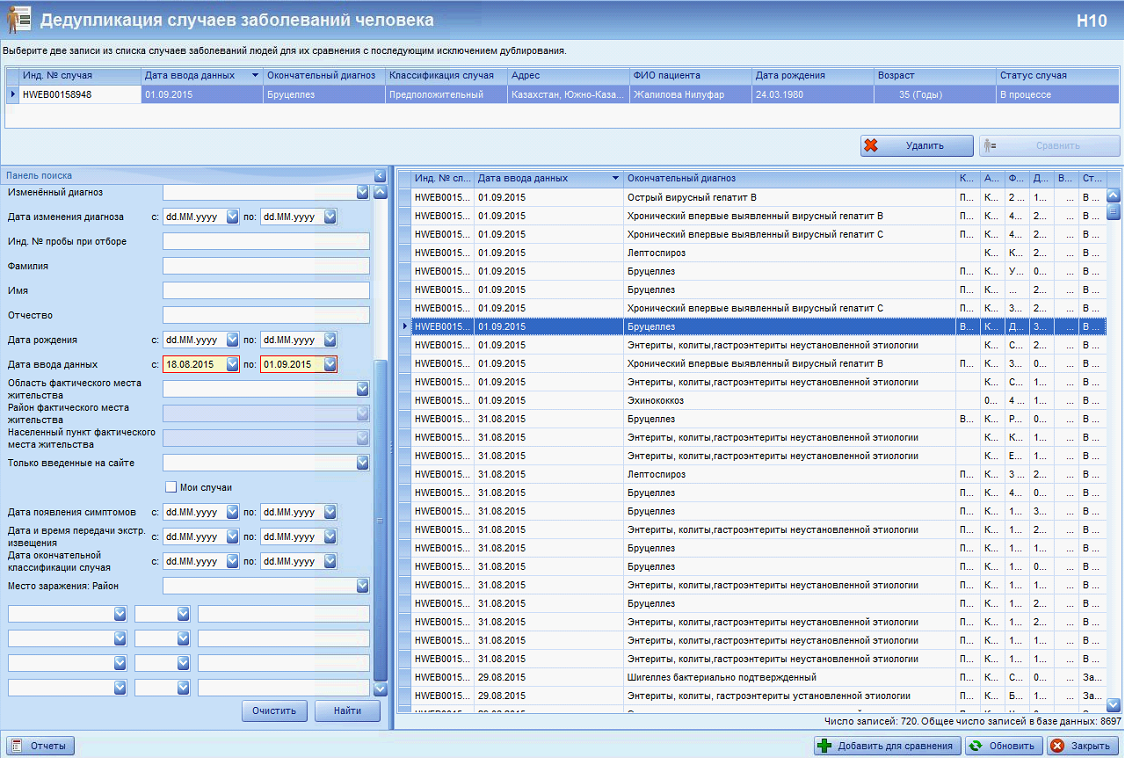 Дедупликация случаев заболеваний человека H10
Выберите две записи из списка случаев заболеваний людей для их сравнения с последующим исключением дублирования.
Инд. № случая Дата ввода данных Окончательный диагноз Классификация случая Адрес ФИО пациента Дата рождения Возраст Статус случая
HWEB00158948 01.09.2015 Бруцеллез Предположительный Казахстан, Южно-Каза... Жалилова Нилуфар 24.03.1980 35 (Годы) В процессе
Удалить Сравнить
Панель поиска
Изменённый диагноз
Дата изменения диагноза с: dd.MM.yyyy по: dd.MM.yyyy
Инд. № пробы при отборе
Фамилия
Имя
Отчество
Дата рождения с: dd.MM.yyyy по: dd.MM.yyyy
Дата ввода данных с: 18.08.2015 по: 01.09.2015
Область фактического места
жительства
Район фактического места
жительства
Населенный пункт фактического
места жительства
Только введенные на сайте
Мои случаи
Дата появления симптомов с: dd.MM.yyyy по: dd.MM.yyyy
Дата и время передачи экстр.
извещения с: dd.MM.yyyy по: dd.MM.yyyy
Дата окончательной
классификации случая с: dd.MM.yyyy по: dd.MM.yyyy
Место заражения: Район
Очистить Найти
Инд. № сл... Дата ввода данных Окончательный диагноз К... А... Ф... Д... В... Ст...
HWEB0015... 01.09.2015 Острый вирусный гепатит В П... К... 2 ... 1... ... В ...
HWEB0015... 01.09.2015 Хронический впервые выявленный вирусный гепатит В П... К... 4... 2... ... В ...
HWEB0015... 01.09.2015 Хронический впервые выявленный вирусный гепатит С П... К... 4... 2... ... В ...
HWEB0015... 01.09.2015 Лептоспироз К... К... 2... ... В ...
HWEB0015... 01.09.2015 Бруцеллез П... К... У... 0... ... В ...
HWEB0015... 01.09.2015 Бруцеллез П... К... ... 2... ... В ...
HWEB0015... 01.09.2015 Хронический впервые выявленный вирусный гепатит С П... К... 3... 2... ... В ...
HWEB0015... 01.09.2015 Бруцеллез В... К... Д... 3... ... В ...
HWEB0015... 01.09.2015 Энтериты, колиты,гастроэнтериты неустановленной этиологии К... С... 2... ... В ...
HWEB0015... 01.09.2015 Хронический впервые выявленный вирусный гепатит В П... К... 3... 0... ... В ...
HWEB0015... 01.09.2015 Энтериты, колиты,гастроэнтериты неустановленной этиологии К... С... 1... ... В ...
HWEB0015... 01.09.2015 Эхинококкоз 0... 4 ... 1... ... В ...
HWEB0015... 31.08.2015 Бруцеллез В... К... Р... 0... ... В ...
HWEB0015... 31.08.2015 Энтериты, колиты,гастроэнтериты неустановленной этиологии К... К... 1... ... В ...
HWEB0015... 31.08.2015 Энтериты, колиты,гастроэнтериты неустановленной этиологии К... Е... 1... ... В ...
HWEB0015... 31.08.2015 Лептоспироз П... К... 3 ... 2... ... В ...
HWEB0015... 31.08.2015 Бруцеллез П... К... 4... 0... ... В ...
HWEB0015... 31.08.2015 Бруцеллез П... К... 1... 3... ... В ...
HWEB0015... 31.08.2015 Энтериты, колиты,гастроэнтериты неустановленной этиологии П... К... 1... 2... ... В ...
HWEB0015... 31.08.2015 Бруцеллез П... К... 1... 1... ... В ...
HWEB0015... 31.08.2015 Бруцеллез П... К... 1... 0... ... В ...
HWEB0015... 31.08.2015 Энтериты, колиты,гастроэнтериты неустановленной этиологии П... К... 1... 1... ... В ...
HWEB0015... 31.08.2015 Бруцеллез П... К... 1... 2... ... В ...
HWEB0015... 31.08.2015 Энтериты, колиты,гастроэнтериты неустановленной этиологии П... К... 1... 2... ... В ...
HWEB0015... 31.08.2015 Энтериты, колиты,гастроэнтериты неустановленной этиологии П... К... 1... 1... ... В ...
HWEB0015... 31.08.2015 Энтериты, колиты,гастроэнтериты неустановленной этиологии П... К... 1... 1... ... В ...
HWEB0015... 29.08.2015 Шигеллез бактериально подтвержденный П... К... С... 0... ... За...
HWEB0015... 29.08.2015 Энтериты, колиты, гастроэнтериты установленной этиологии П... К... Б... 1... ... За...
Число записей: 720. Общее число записей в базе данных: 8697
Отчеты Добавить для сравнения Обновить Закрыть